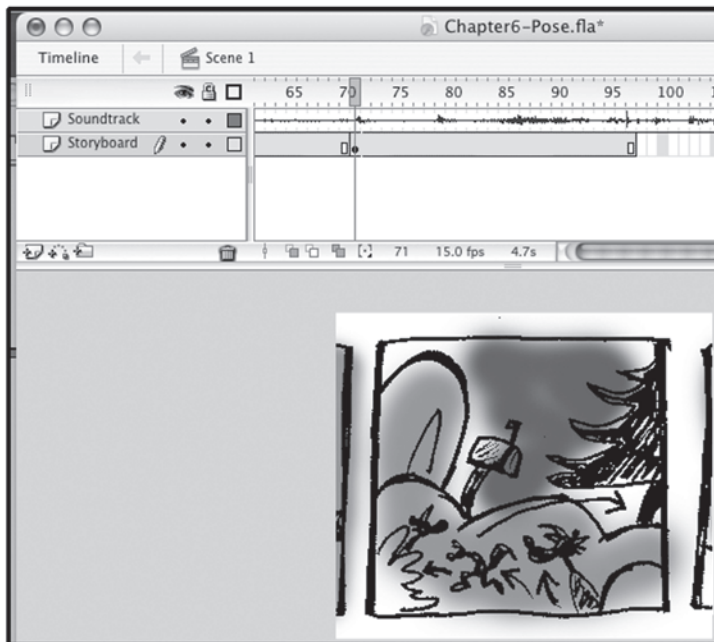 Chapter6-Pose.fla*
Timeline
Scene 1
65 70 75 80 85 90 95 100
Soundtrack
Storyboard
71 15.0 fps 4.7s